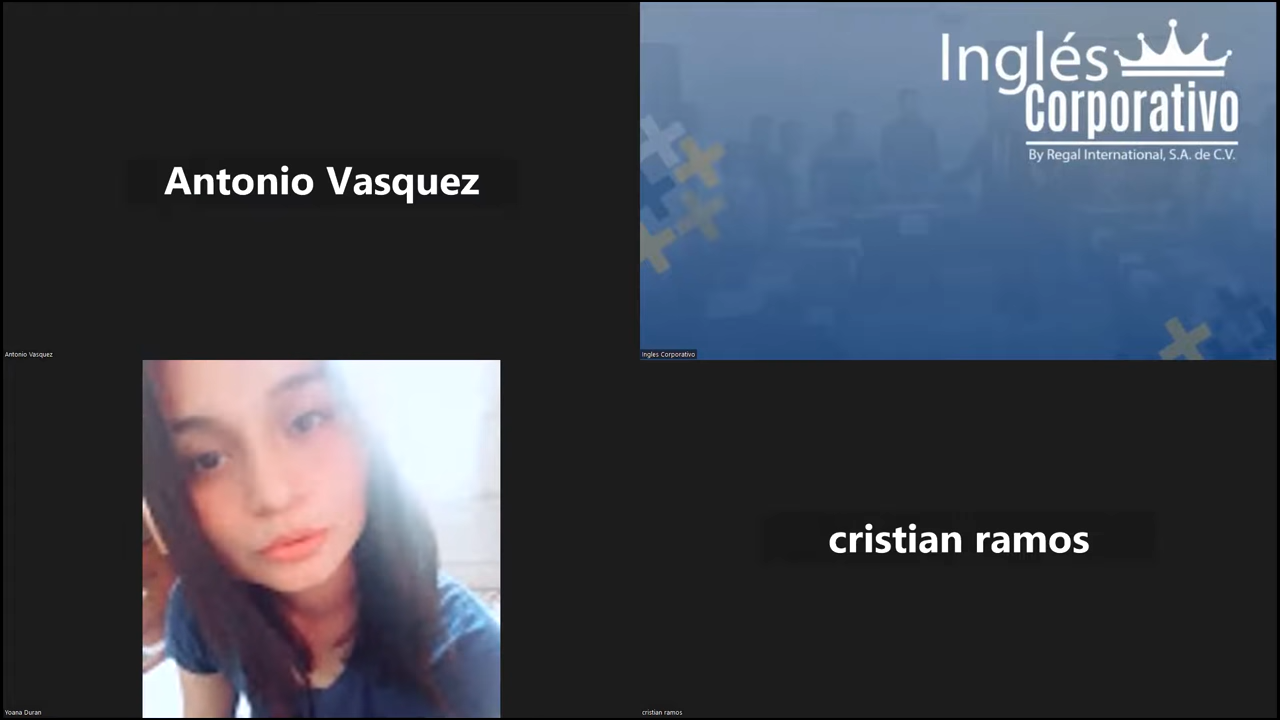 Antonio Vasquez
Antonio Vasquez
Inglés
Corporativo
By Regal International, S.A. de C.V.
Ingles Corporativo
Yoana Duran
cristian ramos
cristian ramos